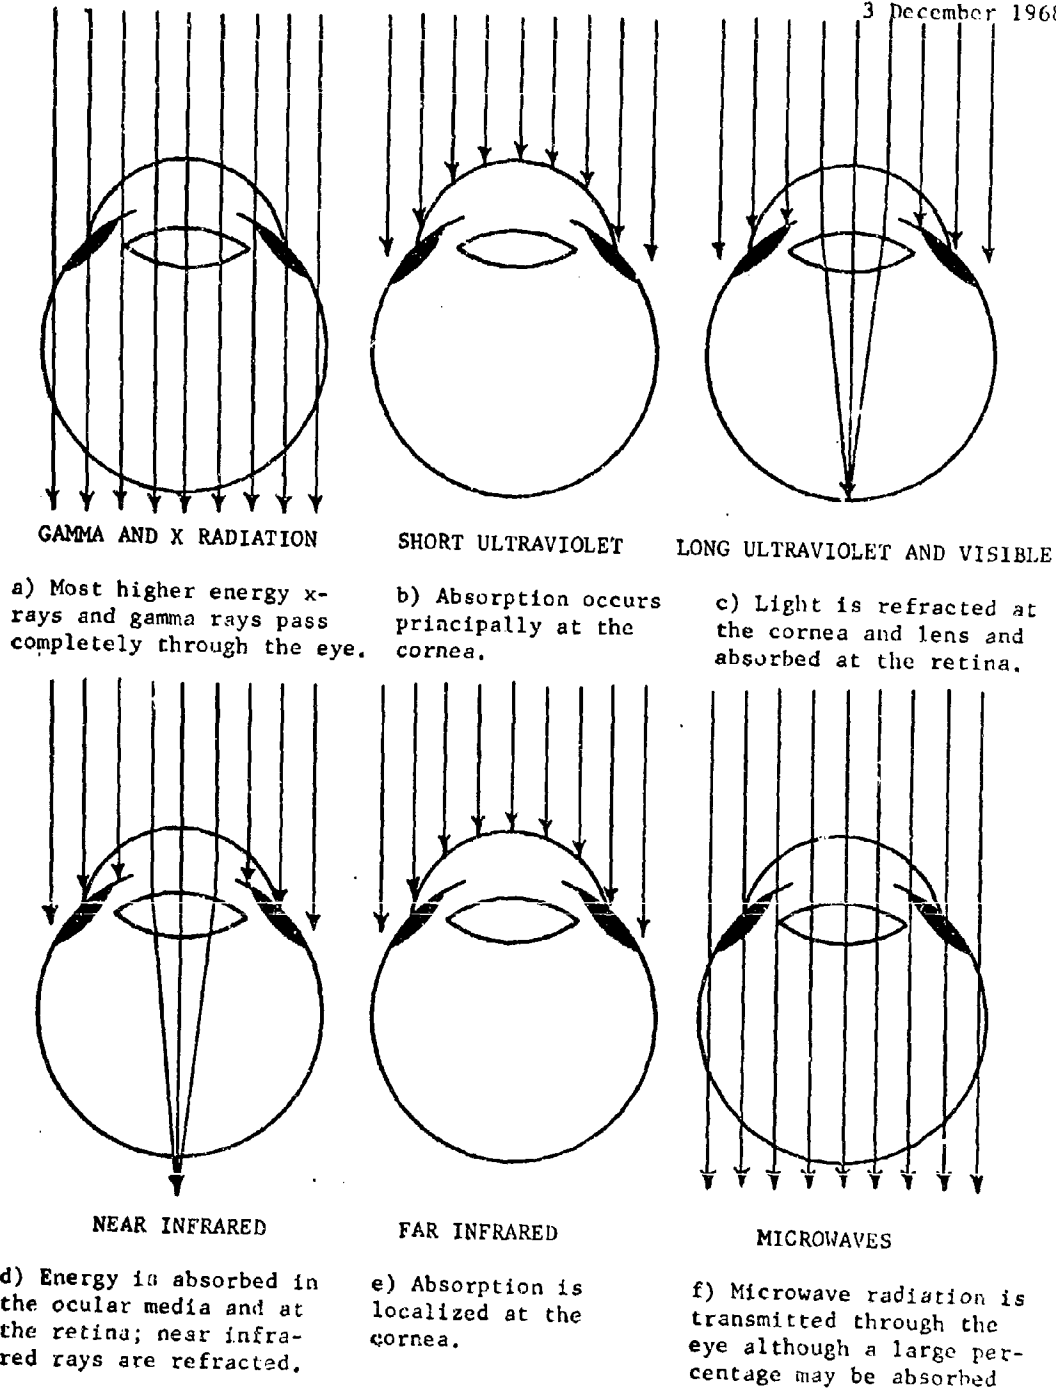 3 December 1968
GAMMA AND X RADIATION
a) Most higher energy x-
rays and gamma rays pass
completely through the eye.
SHORT ULTRAVIOLET
b) Absorption occurs
principally at the
cornea.
LONG ULTRAVIOLET AND VISIBLE
c) Light is refracted at
the cornea and lens and
absorbed at the retina.
NEAR INFRARED
d) Energy is absorbed in
the ocular media and at
the retina; near infra-
red rays are refracted.
FAR INFRARED
e) Absorption is
localized at the
cornea.
MICROWAVES
f) Microwave radiation is
transmitted through the
eye although a large per-
centage may be absorbed